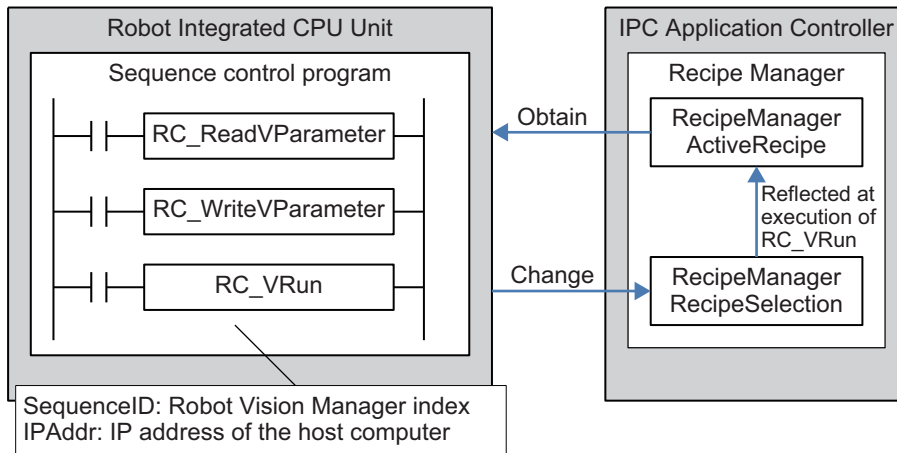 Robot Integrated CPU Unit
Sequence control program
RC_ReadVParameter
RC_WriteVParameter
RC_VRun
SequenceID: Robot Vision Manager index
IPAddr: IP address of the host computer
Obtain
Change
IPC Application Controller
Recipe Manager
RecipeManager
ActiveRecipe
Reflected at
execution of
RC_VRun
RecipeManager
RecipeSelection